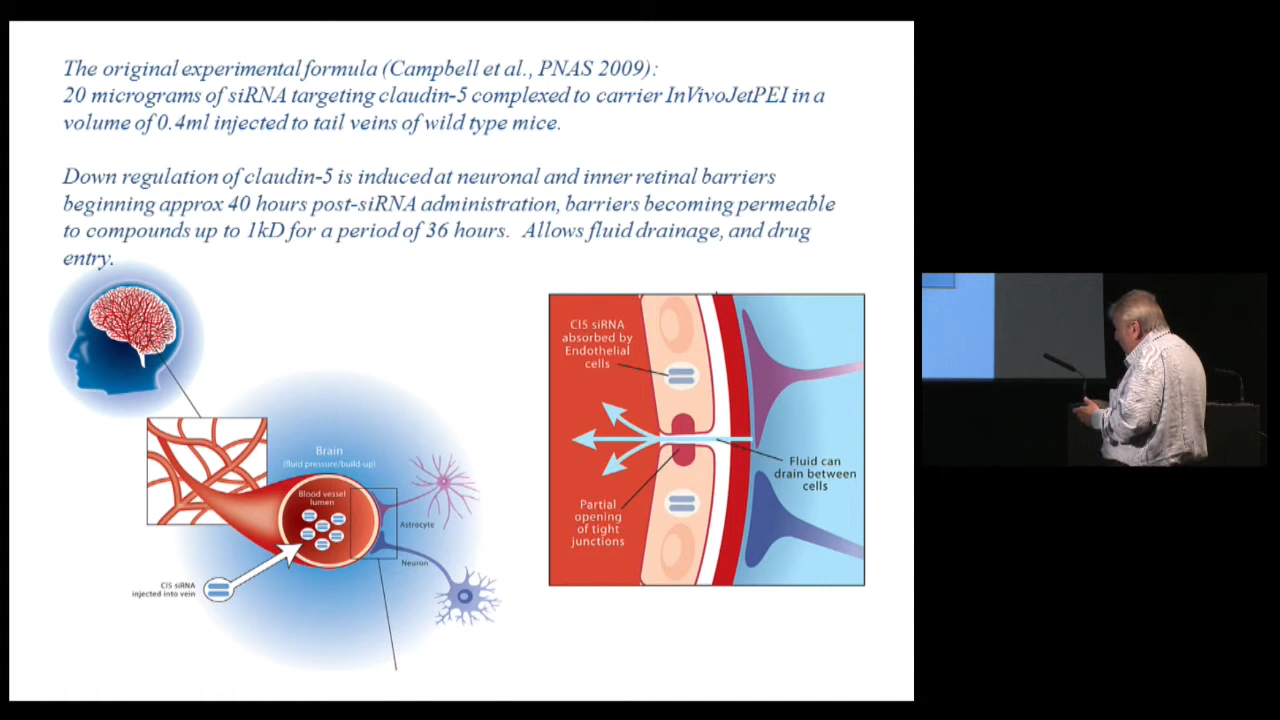 The original experimental formula (Campbell et al., PNAS 2009):
20 micrograms of siRNA targeting claudin-5 complexed to carrier InVivoJetPEI in a
volume of 0.4ml injected to tail veins of wild type mice.
Down regulation of claudin-5 is induced at neuronal and inner retinal barriers
beginning approx 40 hours post-siRNA administration, barriers becoming permeable
to compounds up to 1kD for a period of 36 hours. Allows fluid drainage, and drug
entry.
Brain
(fluid pressure/build-up)
Blood vessel
lumen
Astrocyte
Neuron
Cl5 siRNA
injected into vein
Cl5 siRNA
absorbed by
Endothelial
cells
Fluid can
drain between
cells
Partial
opening
of tight
junctions